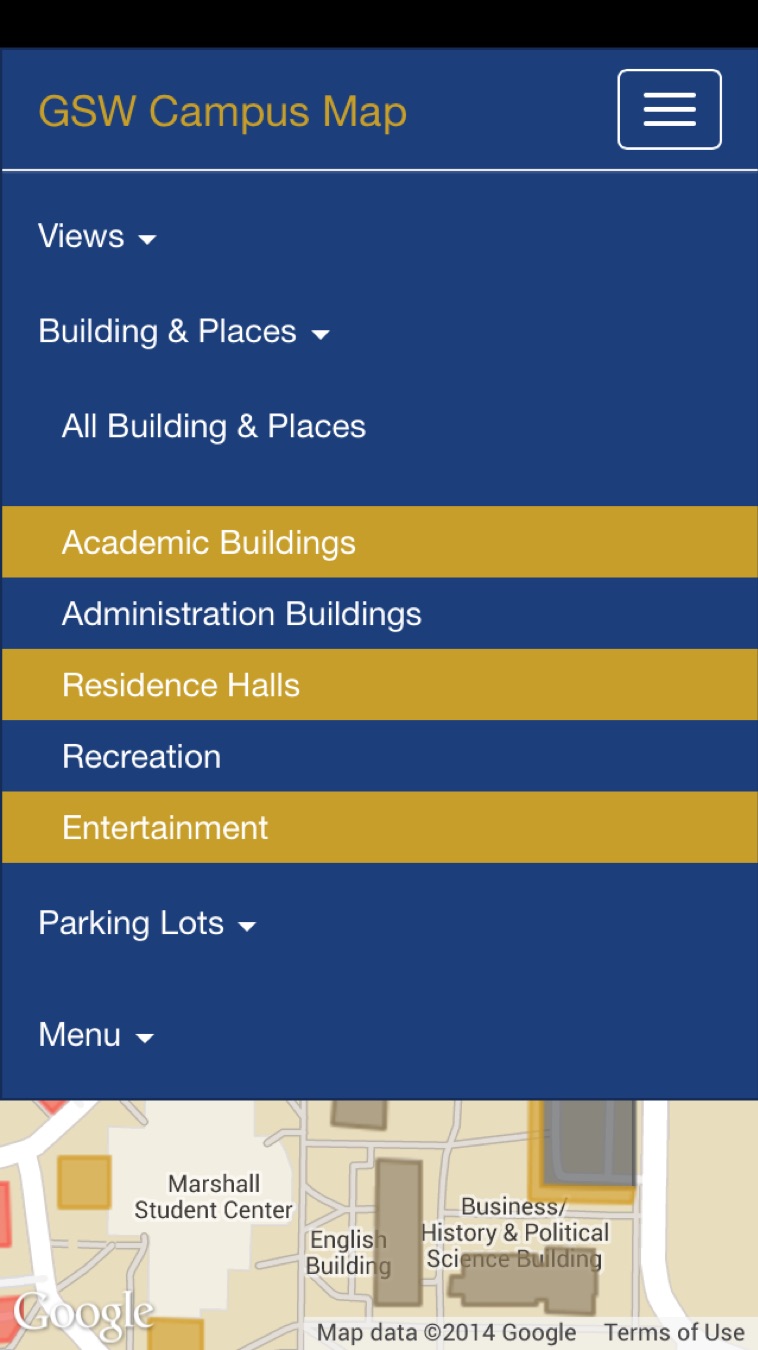 GSW Campus Map
Views
Building & Places
All Building & Places
Academic Buildings
Administration Buildings
Residence Halls
Recreation
Entertainment
Parking Lots
Menu
Marshall
Student Center
English
Building
Business/
History & Political
Science Building
Google
Map data ©2014 Google Terms of Use